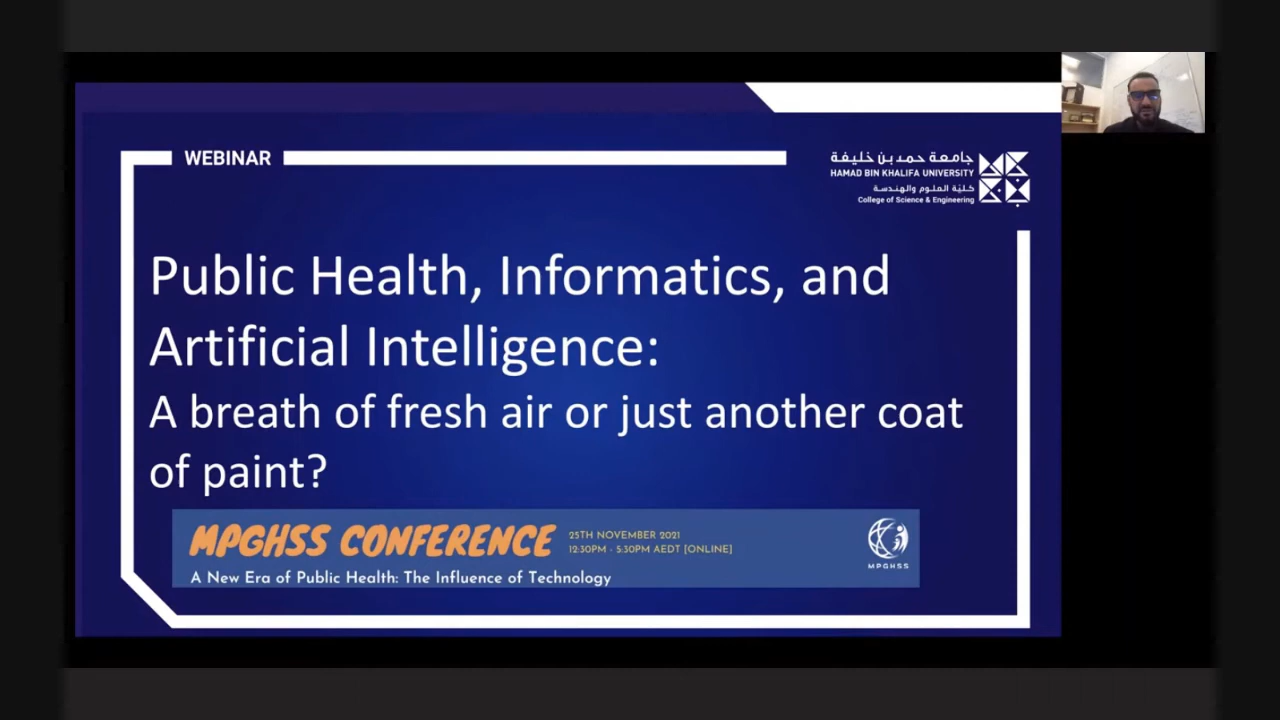 WEBINAR
جامعة حمد بن خليفة
HAMAD BIN KHALIFA UNIVERSITY
كلية العلوم والهندسة
College of Science & Engineering
Public Health, Informatics, and
Artificial Intelligence:
A breath of fresh air or just another coat
of paint?
MPGHSS CONFERENCE
25TH NOVEMBER 2021
12:30PM - 5:30PM AEDT [ONLINE]
A New Era of Public Health: The Influence of Technology
MPGHSS